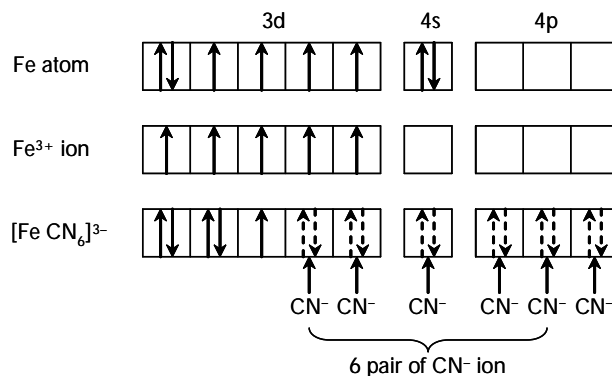 3d 4s 4p
Fe atom
Fe³⁺ ion
[Fe CN₆]³⁻
CN⁻ CN⁻ CN⁻ CN⁻ CN⁻ CN⁻
6 pair of CN⁻ ion